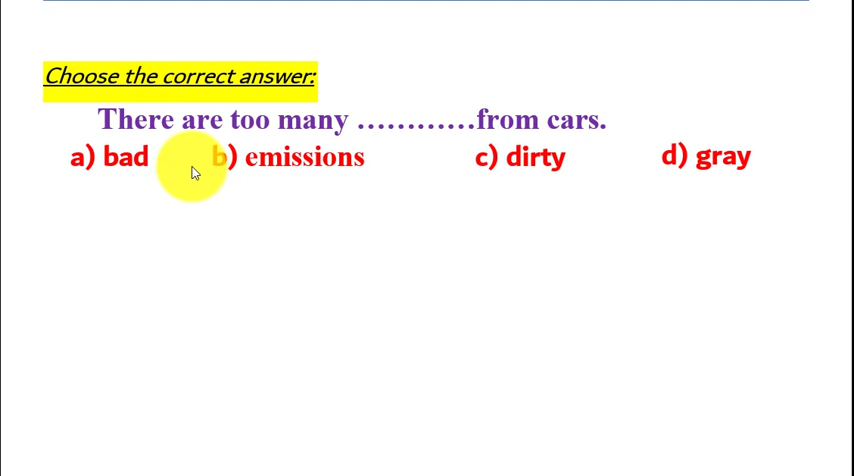 Choose the correct answer:
There are too many …………from cars.
a) bad b) emissions c) dirty d) gray